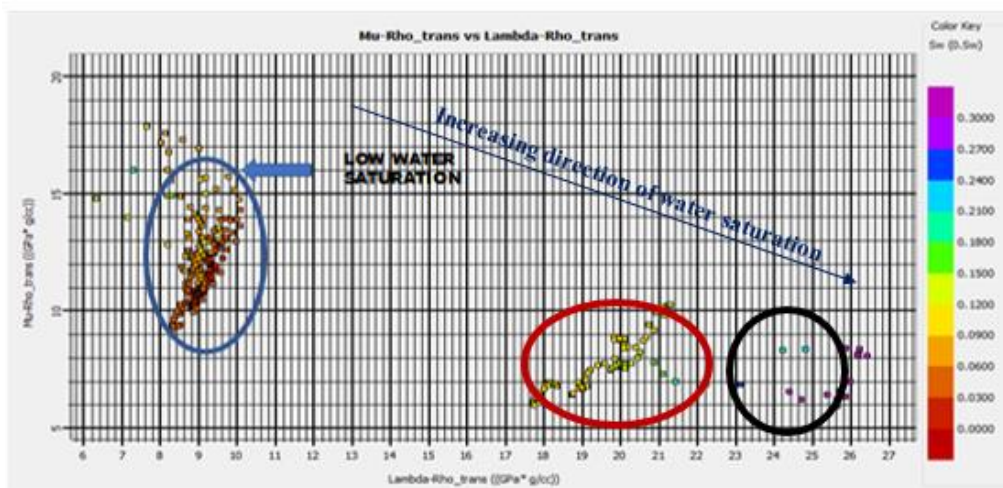 Mu-Rho_trans vs Lambda-Rho_trans
Color Key
Sw (0.Sw)
20
15
10
5
Mu-Rho_trans ((GPa* g/cc))
LOW WATER
SATURATION
Increasing direction of water saturation
0.3000
0.2700
0.2400
0.2100
0.1800
0.1500
0.1200
0.0900
0.0600
0.0300
0.0000
6 7 8 9 10 11 12 13 14 15 16 17 18 19 20 21 22 23 24 25 26 27
Lambda-Rho_trans ((GPa* g/cc))